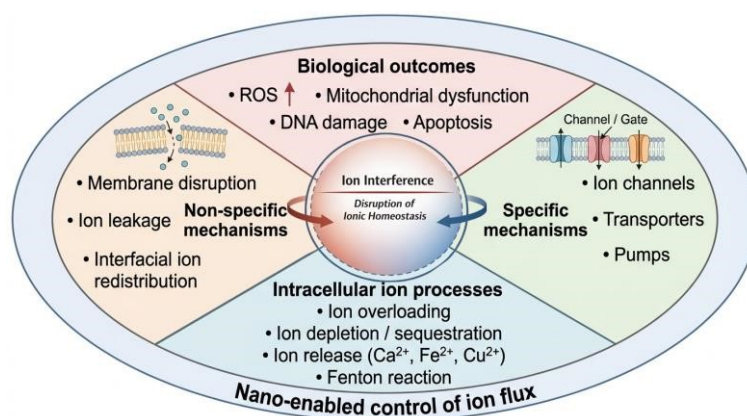 Biological outcomes
• ROS ↑ • Mitochondrial dysfunction
• DNA damage • Apoptosis
• Membrane disruption
• Ion leakage
• Interfacial ion
redistribution
Non-specific
mechanisms
Ion Interference
Disruption of
Ionic Homeostasis
Channel / Gate
• Ion channels
• Transporters
• Pumps
Specific
mechanisms
Intracellular ion processes
• Ion overloading
• Ion depletion / sequestration
• Ion release (Ca²⁺, Fe²⁺, Cu²⁺)
• Fenton reaction
Nano-enabled control of ion flux